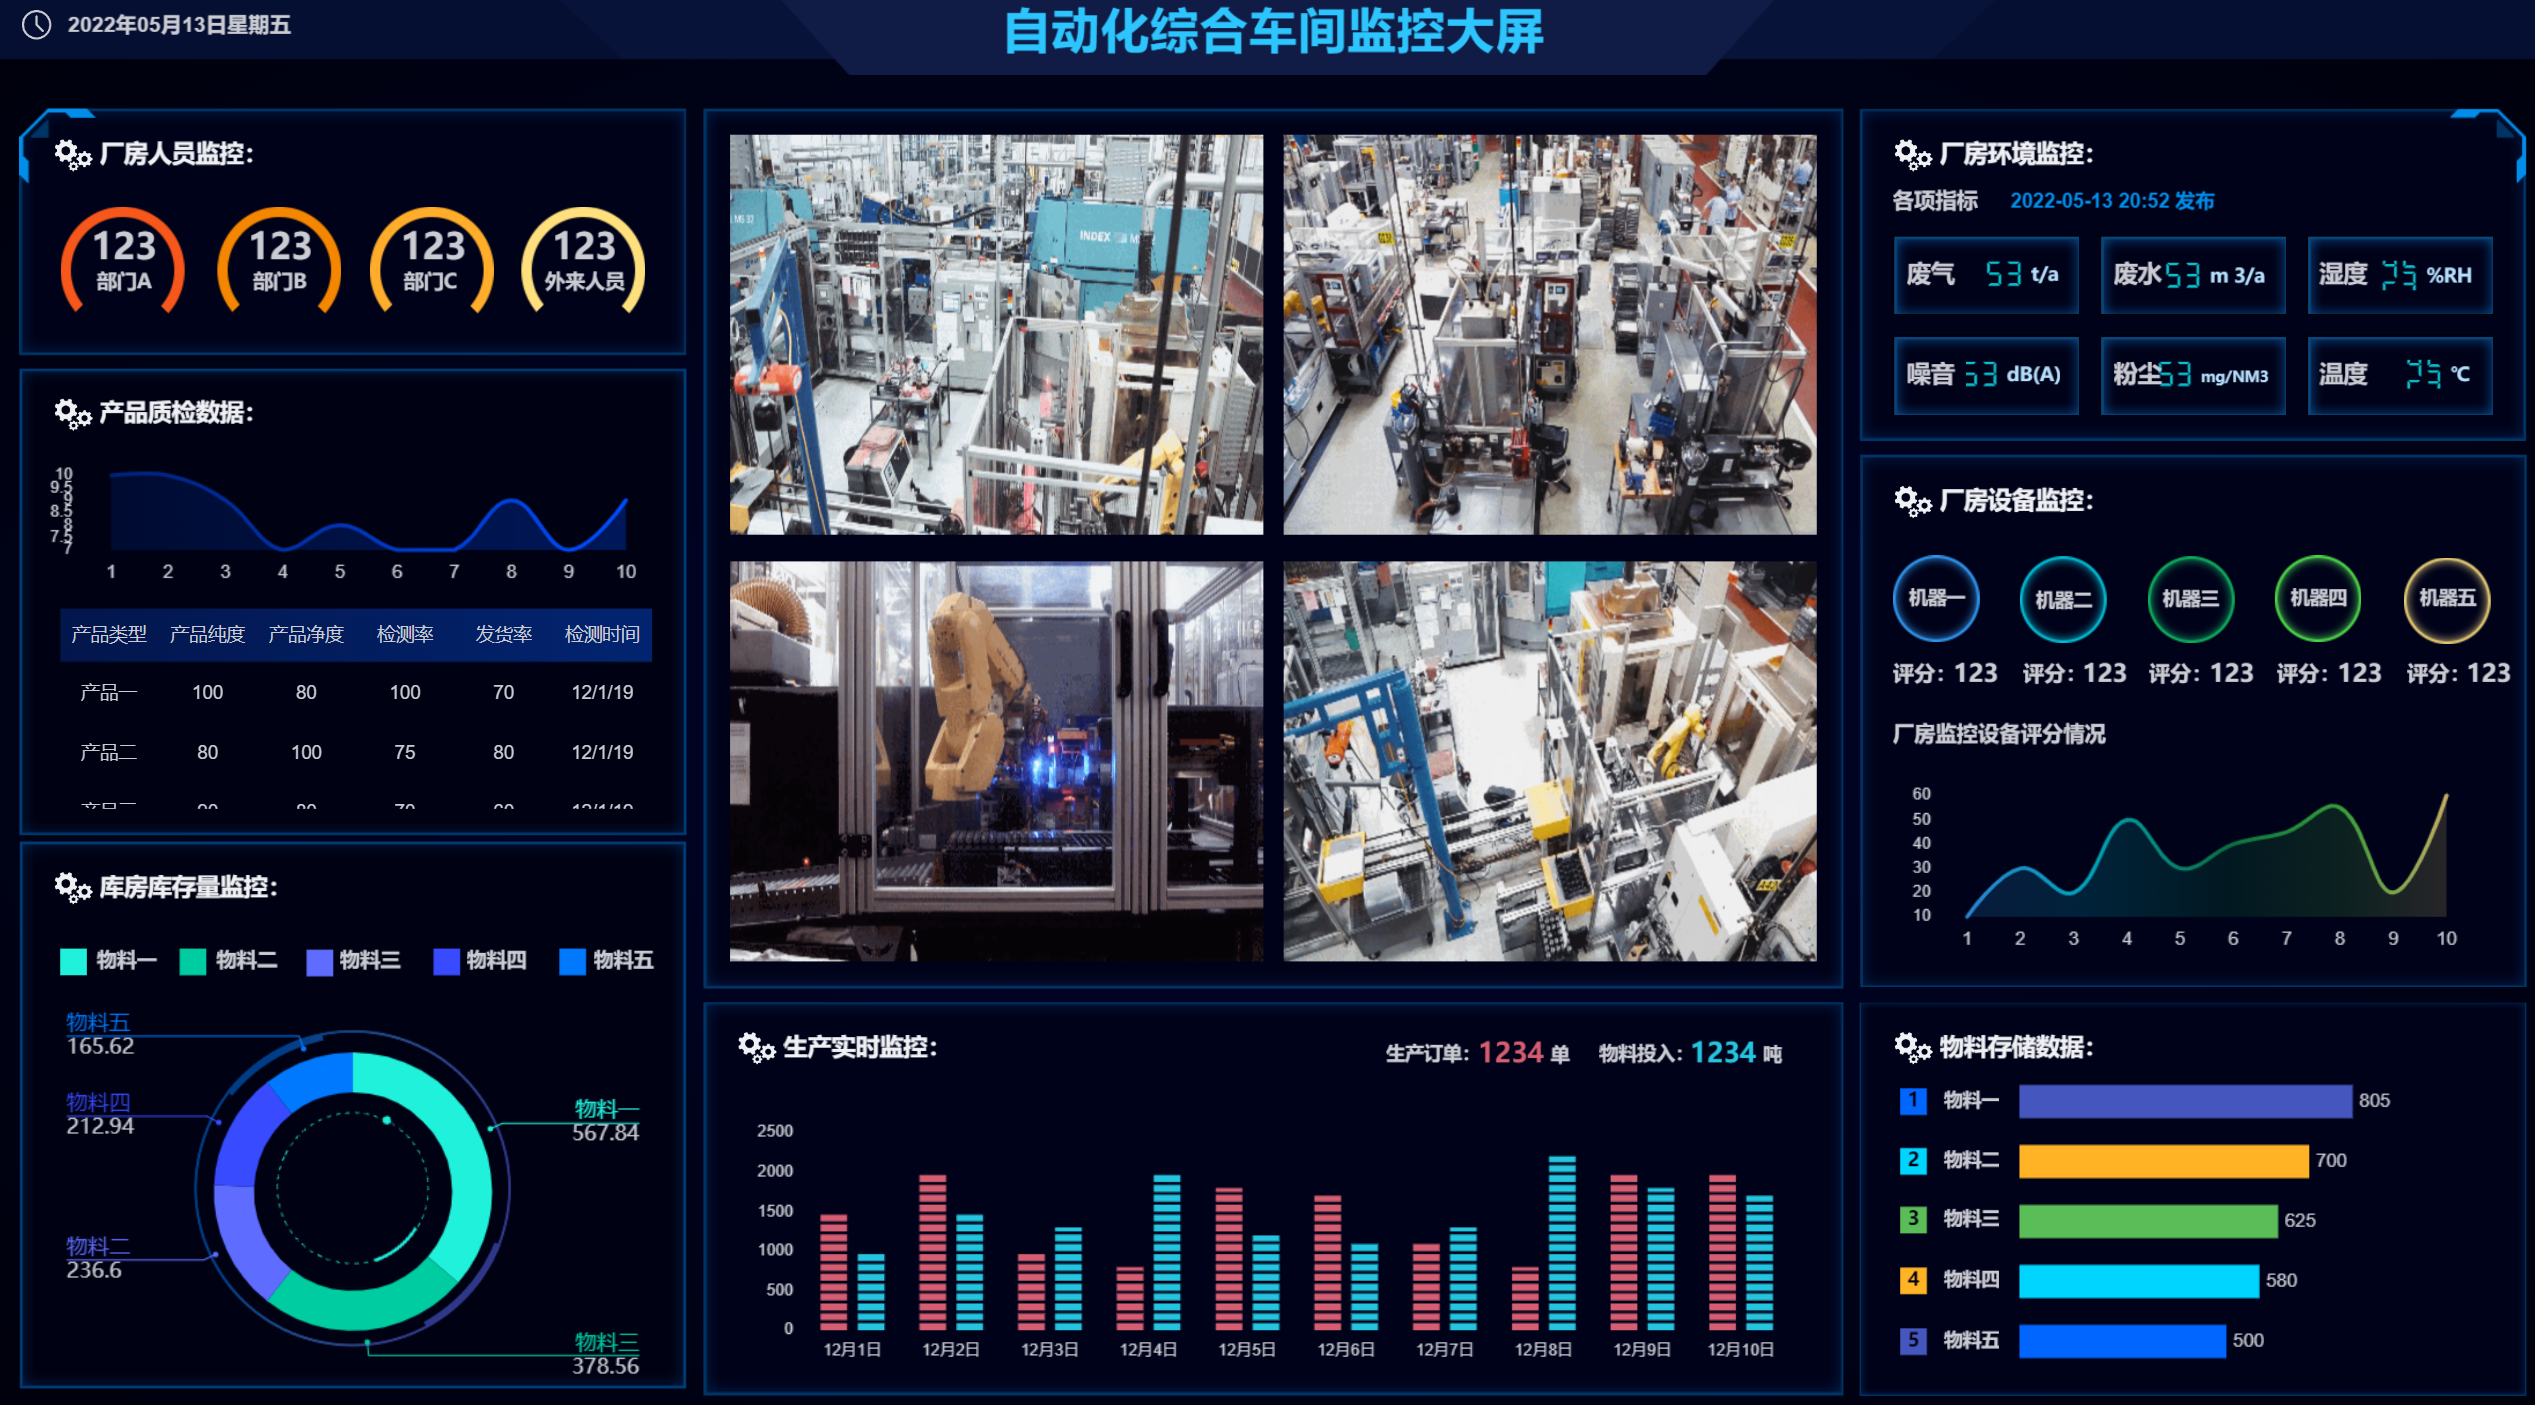 2022年05月13日星期五
自动化综合车间监控大屏
厂房人员监控：
123
部门A
123
部门B
123
部门C
123
外来人员
产品质检数据：
10
9.5
9
8.5
8
7.5
7
1 2 3 4 5 6 7 8 9 10
产品类型 产品纯度 产品净度 检测率 发货率 检测时间
产品一 100 80 100 70 12/1/19
产品二 80 100 75 80 12/1/19
库房库存量监控：
物料一 物料二 物料三 物料四 物料五
物料五
165.62
物料四
212.94
物料二
236.6
物料一
567.84
物料三
378.56
INDEX
生产实时监控：
生产订单：1234 单 物料投入：1234 吨
2500
2000
1500
1000
500
0
12月1日 12月2日 12月3日 12月4日 12月5日 12月6日 12月7日 12月8日 12月9日 12月10日
厂房环境监控：
各项指标 2022-05-13 20:52 发布
废气 53 t/a
废水 53 m 3/a
湿度 %RH
噪音 53 dB(A)
粉尘 53 mg/NM3
温度 ℃
厂房设备监控：
机器一 机器二 机器三 机器四 机器五
评分：123 评分：123 评分：123 评分：123 评分：123
厂房监控设备评分情况
60
50
40
30
20
10
1 2 3 4 5 6 7 8 9 10
物料存储数据：
1 物料一 805
2 物料二 700
3 物料三 625
4 物料四 580
5 物料五 500